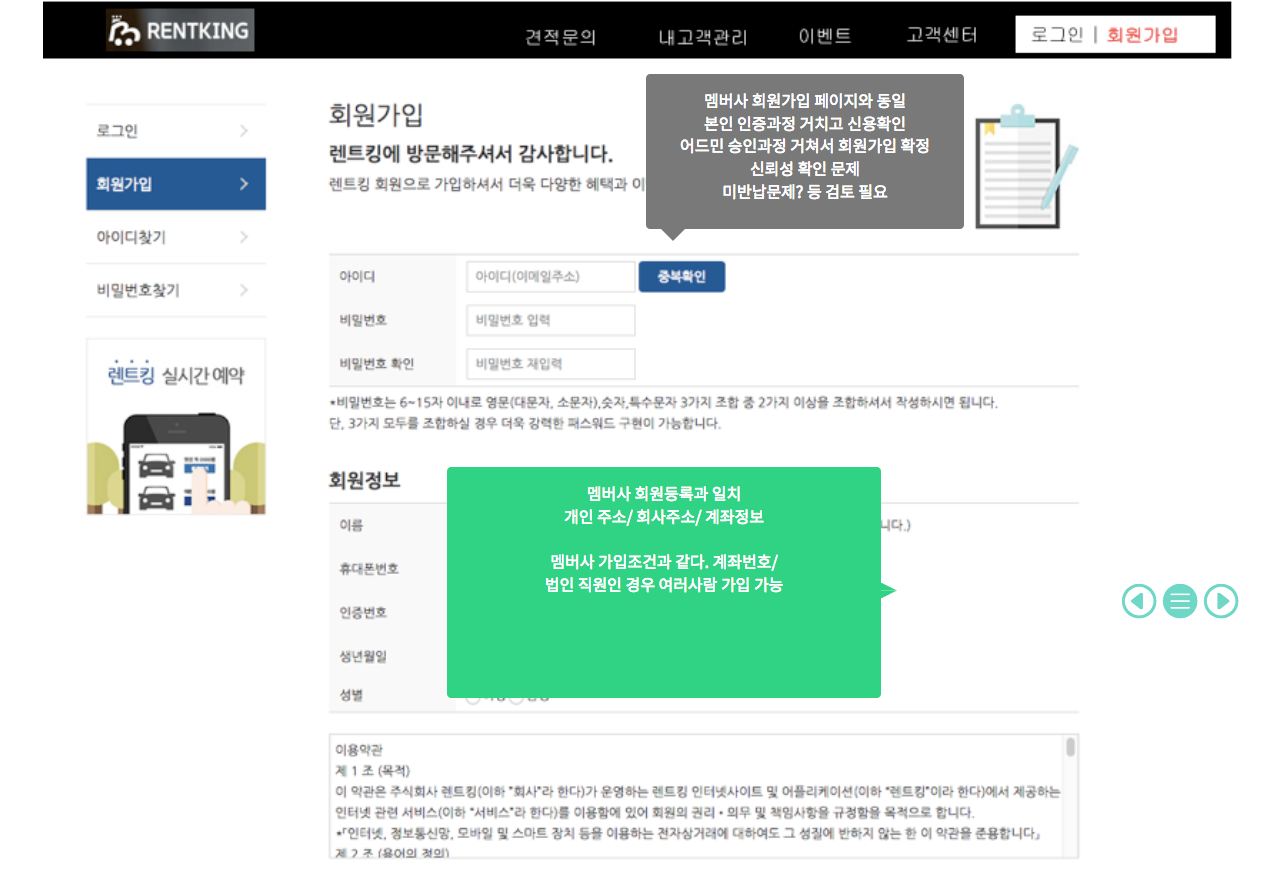 RENTKING
견적문의
내고객관리
이벤트
고객센터
로그인 | 회원가입
로그인
회원가입
아이디찾기
비밀번호찾기
렌트킹 실시간 예약
회원가입
렌트킹에 방문해주셔서 감사합니다.
렌트킹 회원으로 가입하셔서 더욱 다양한 혜택과 이
멤버사 회원가입 페이지와 동일
본인 인증과정 거치고 신용확인
어드민 승인과정 거쳐서 회원가입 확정
신뢰성 확인 문제
미반납문제? 등 검토 필요
아이디
아이디(이메일주소)
중복확인
비밀번호
비밀번호 입력
비밀번호 확인
비밀번호 재입력
*비밀번호는 6~15자 이내로 영문(대문자, 소문자),숫자,특수문자 3가지 조합 중 2가지 이상을 조합하셔서 작성하시면 됩니다.
단, 3가지 모두를 조합하실 경우 더욱 강력한 패스워드 구현이 가능합니다.
회원정보
이름
니다.)
휴대폰번호
인증번호
생년월일
성별
멤버사 회원등록과 일치
개인 주소/ 회사주소/ 계좌정보
멤버사 가입조건과 같다. 계좌번호/
법인 직원인 경우 여러사람 가입 가능
이용약관
제 1 조 (목적)
이 약관은 주식회사 렌트킹(이하 "회사"라 한다)가 운영하는 렌트킹 인터넷사이트 및 어플리케이션(이하 "렌트킹"이라 한다)에서 제공하는
인터넷 관련 서비스(이하 "서비스"라 한다)를 이용함에 있어 회원의 권리・의무 및 책임사항을 규정함을 목적으로 합니다.
*「인터넷, 정보통신망, 모바일 및 스마트 장치 등을 이용하는 전자상거래에 대하여도 그 성질에 반하지 않는 한 이 약관을 준용합니다」
제 2 조 (용어의 정의)